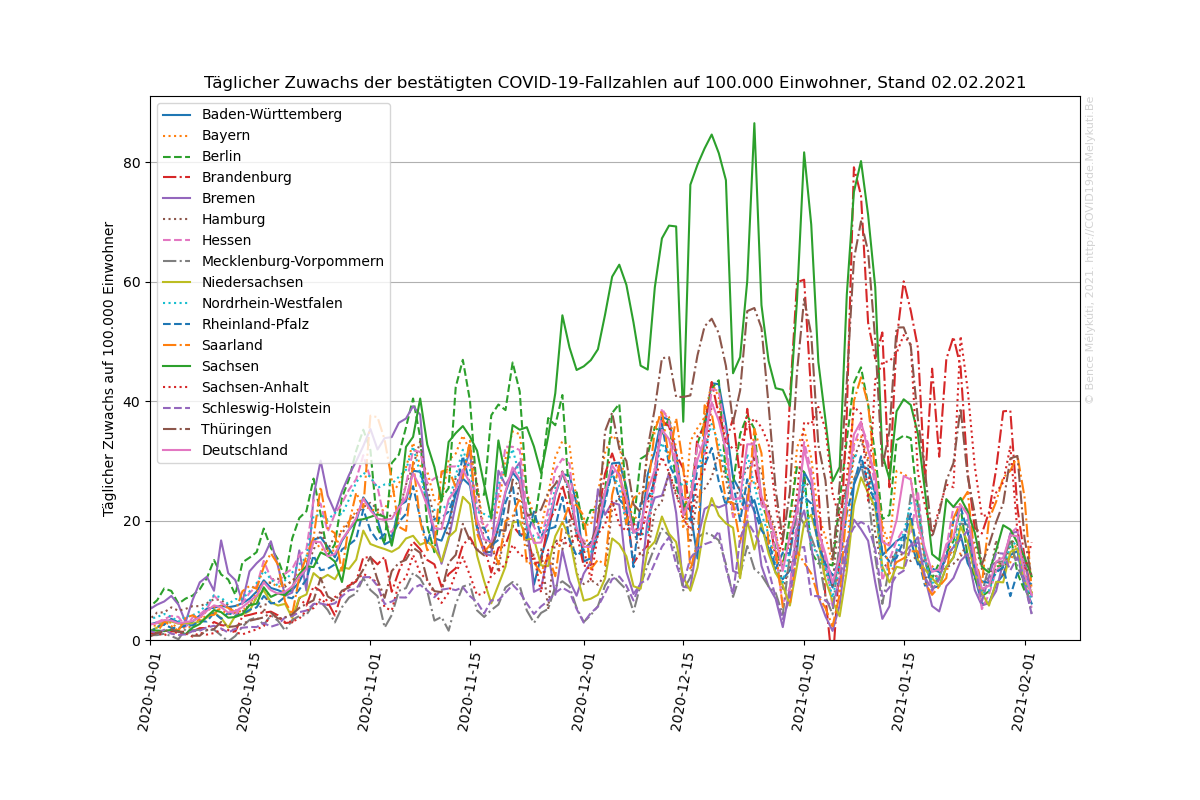 Täglicher Zuwachs der bestätigten COVID-19-Fallzahlen auf 100.000 Einwohner, Stand 02.02.2021
Täglicher Zuwachs auf 100.000 Einwohner
80
60
40
20
0
Baden-Württemberg
Bayern
Berlin
Brandenburg
Bremen
Hamburg
Hessen
Mecklenburg-Vorpommern
Niedersachsen
Nordrhein-Westfalen
Rheinland-Pfalz
Saarland
Sachsen
Sachsen-Anhalt
Schleswig-Holstein
Thüringen
Deutschland
2020-10-01
2020-10-15
2020-11-01
2020-11-15
2020-12-01
2020-12-15
2021-01-01
2021-01-15
2021-02-01
© Bence Mélykúti, 2021 http://COVID19de.Melykuti.Be